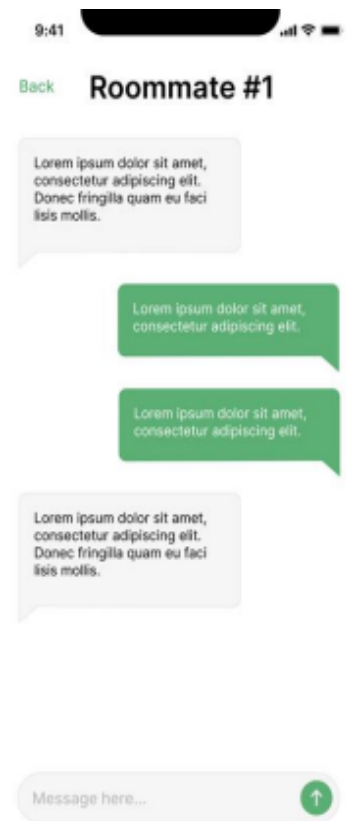 9:41
Back Roommate #1
Lorem ipsum dolor sit amet,
consectetur adipiscing elit.
Donec fringilla quam eu faci
lisis mollis.
Lorem ipsum dolor sit amet,
consectetur adipiscing elit.
Lorem ipsum dolor sit amet,
consectetur adipiscing elit.
Lorem ipsum dolor sit amet,
consectetur adipiscing elit.
Donec fringilla quam eu faci
lisis mollis.
Message here...